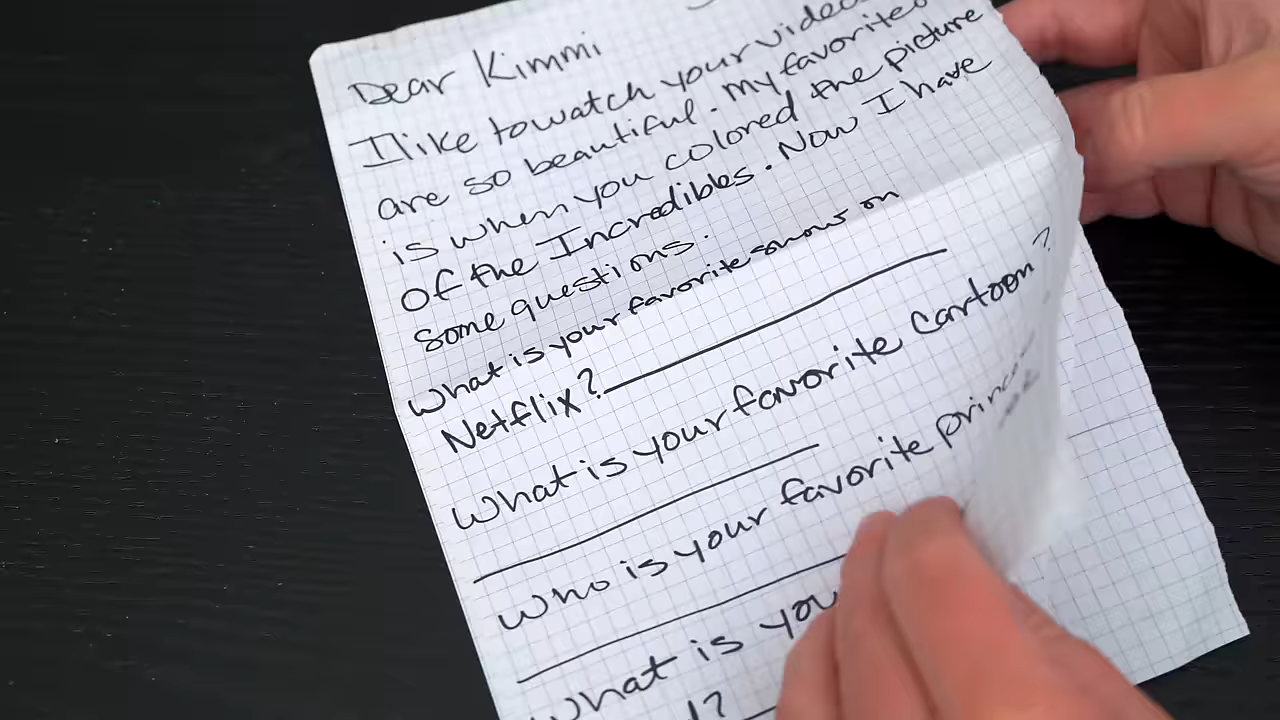 Dear Kimmi
I like to watch your videos
are so beautiful. My favorited
is when you colored the picture
of the Incredibles. Now I have
some questions.
What is your favorite shows on
Netflix?
What is your favorite Cartoon?
Who is your favorite
What is you